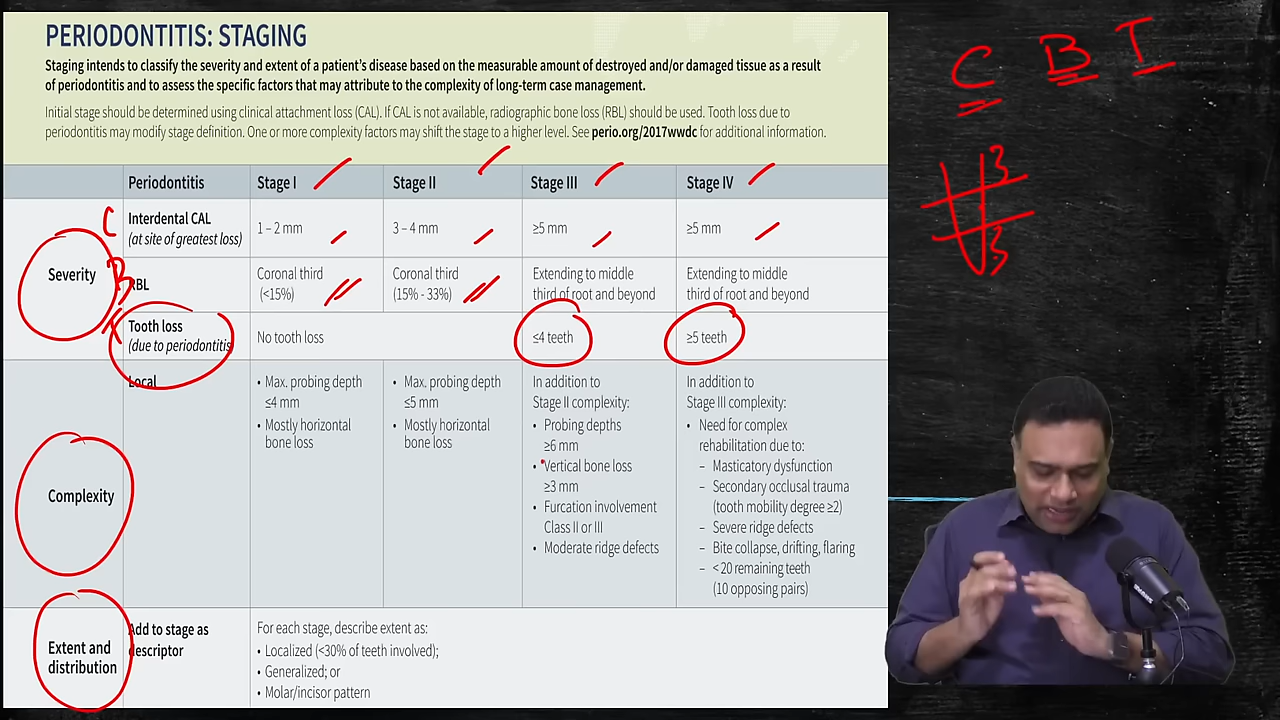 PERIODONTITIS: STAGING
Staging intends to classify the severity and extent of a patient's disease based on the measurable amount of destroyed and/or damaged tissue as a result
of periodontitis and to assess the specific factors that may attribute to the complexity of long-term case management.
Initial stage should be determined using clinical attachment loss (CAL). If CAL is not available, radiographic bone loss (RBL) should be used. Tooth loss due to
periodontitis may modify stage definition. One or more complexity factors may shift the stage to a higher level. See perio.org/2017wwdc for additional information.
Periodontitis
Stage I
Stage II
Stage III
Stage IV
Severity
Interdental CAL
(at site of greatest loss)
1 – 2 mm
3 – 4 mm
≥5 mm
≥5 mm
RBL
Coronal third
(<15%)
Coronal third
(15% - 33%)
Extending to middle
third of root and beyond
Extending to middle
third of root and beyond
Tooth loss
(due to periodontitis
No tooth loss
≤4 teeth
≥5 teeth
Complexity
Local
• Max. probing depth
≤4 mm
• Mostly horizontal
bone loss
• Max. probing depth
≤5 mm
• Mostly horizontal
bone loss
In addition to
Stage II complexity:
• Probing depths
≥6 mm
• Vertical bone loss
≥3 mm
• Furcation involvement
Class II or III
• Moderate ridge defects
In addition to
Stage III complexity:
• Need for complex
rehabilitation due to:
– Masticatory dysfunction
– Secondary occlusal trauma
(tooth mobility degree ≥2)
– Severe ridge defects
– Bite collapse, drifting, flaring
– <20 remaining teeth
(10 opposing pairs)
Extent and
distribution
Add to stage as
descriptor
For each stage, describe extent as:
• Localized (<30% of teeth involved);
• Generalized; or
• Molar/incisor pattern
C B T
3
3
C
B